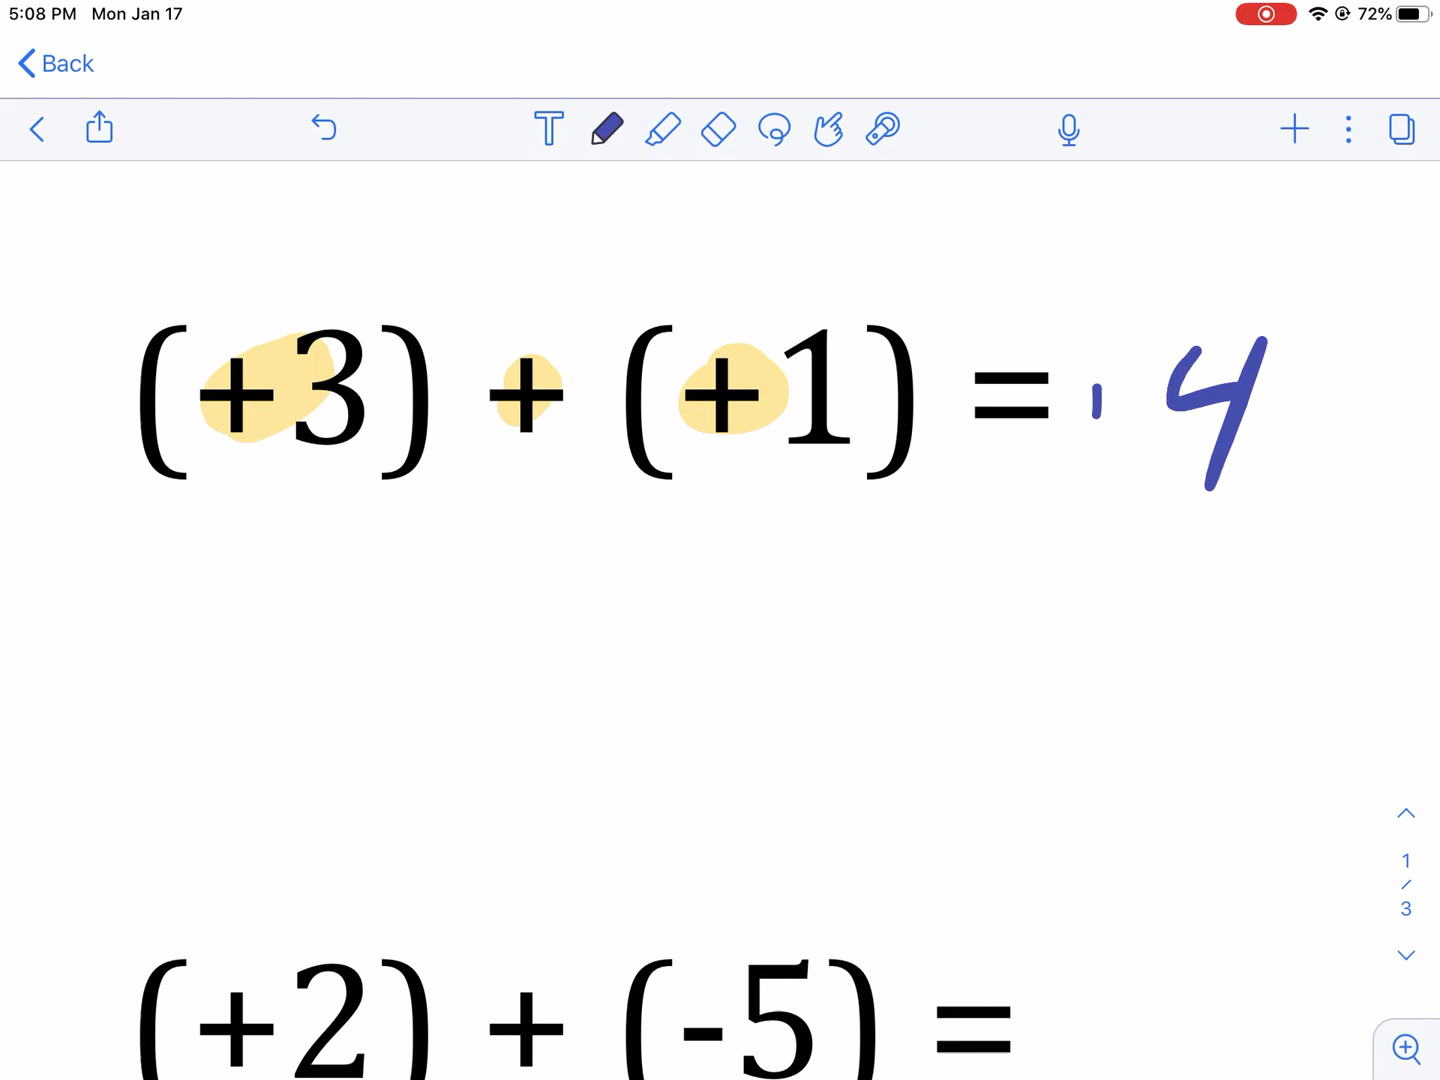 5:08 PM Mon Jan 17 72%
Back
(+3) + (+1) = 4
1
/
3
(+2) + (-5) =